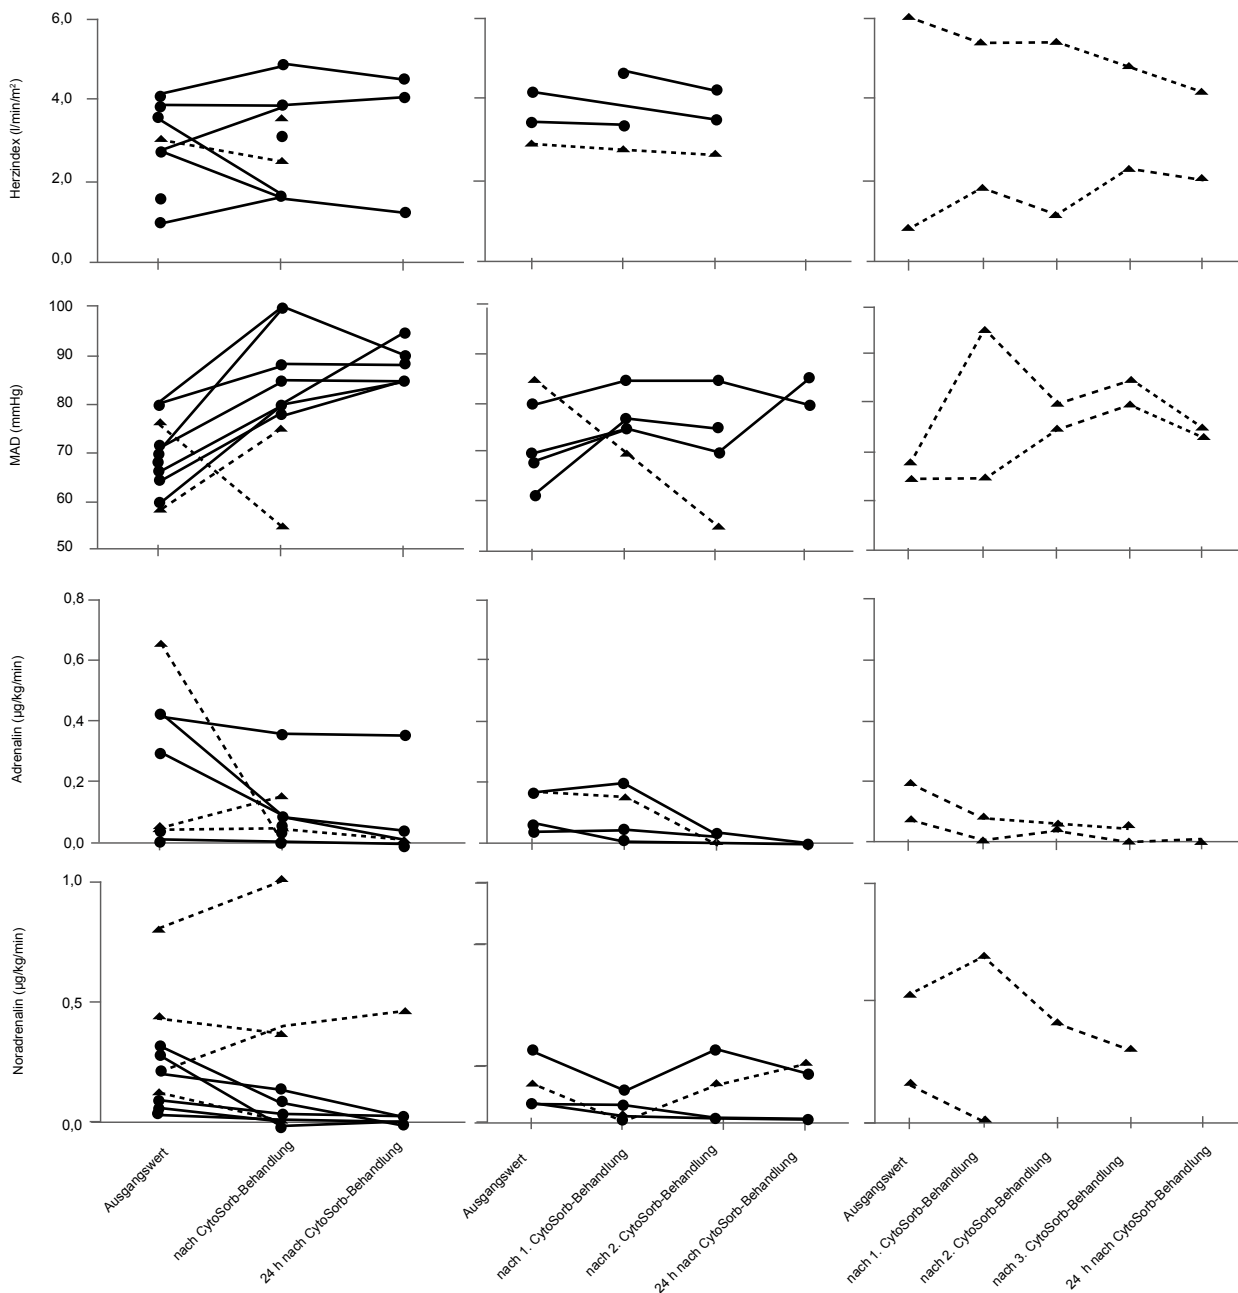 Herzindex (l/min/m²)
6,0
4,0
2,0
0,0
MAD (mmHg)
100
90
80
70
60
50
Adrenalin (µg/kg/min)
0,8
0,6
0,4
0,2
0,0
Noradrenalin (µg/kg/min)
1,0
0,5
0,0
Ausgangswert
nach CytoSorb-Behandlung
24 h nach CytoSorb-Behandlung
Ausgangswert
nach 1. CytoSorb-Behandlung
nach 2. CytoSorb-Behandlung
24 h nach CytoSorb-Behandlung
Ausgangswert
nach 1. CytoSorb-Behandlung
nach 2. CytoSorb-Behandlung
nach 3. CytoSorb-Behandlung
24 h nach CytoSorb-Behandlung